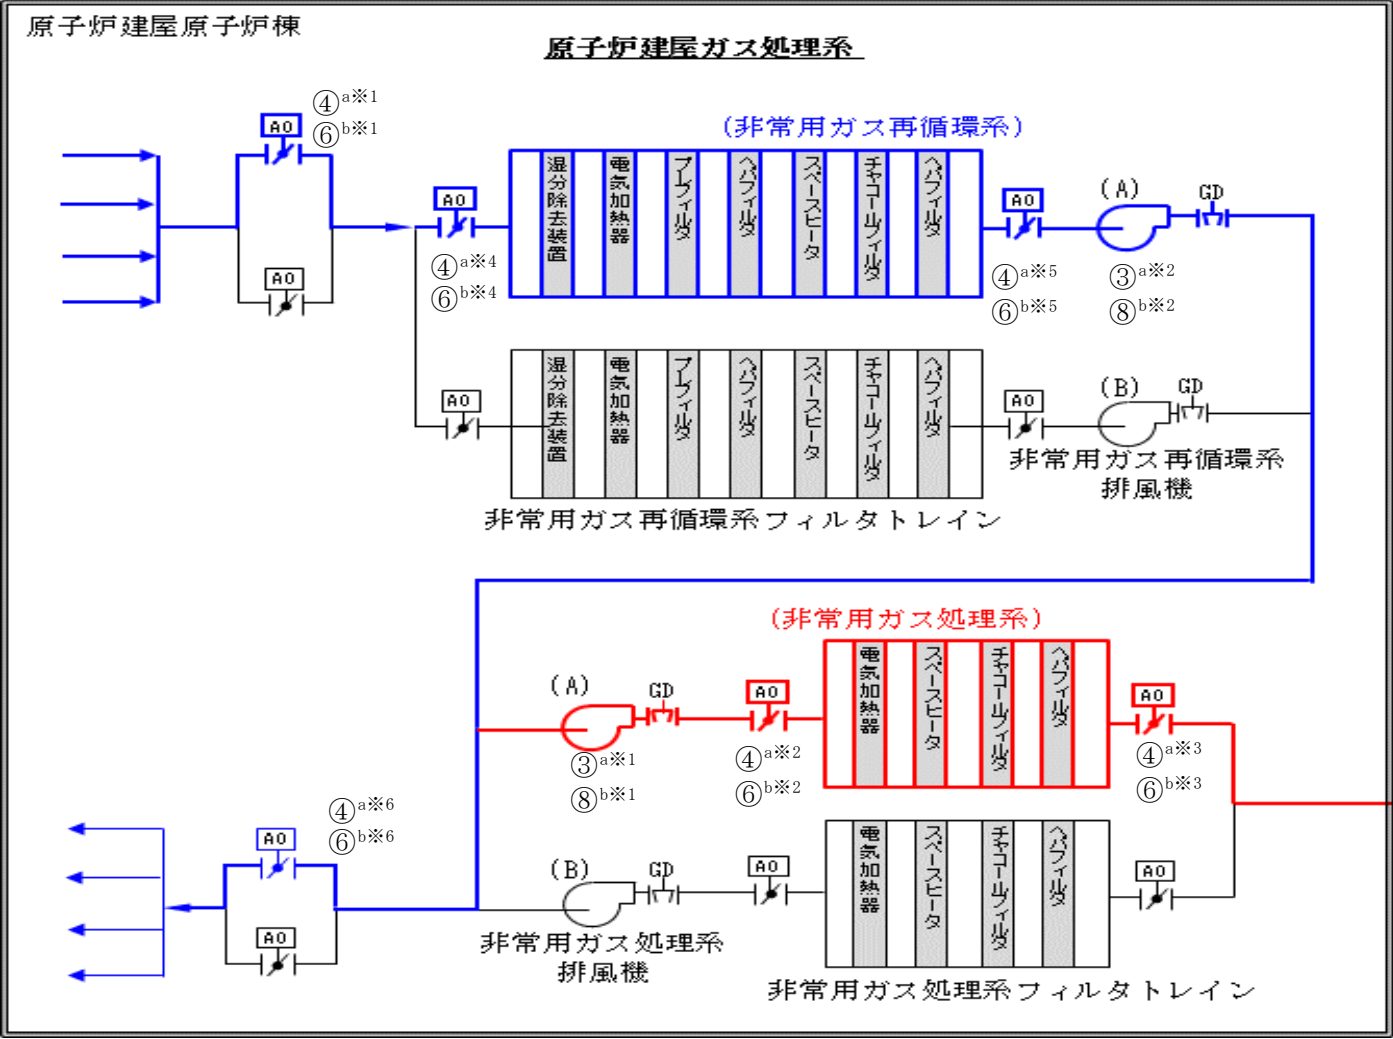 原子炉建屋原子炉棟
原子炉建屋ガス処理系
④a※1
⑥b※1
AO
(非常用ガス再循環系)
AO
④a※4
⑥b※4
湿分除去装置
電気加熱器
プレフィルタ
ヘパフィルタ
スペースヒータ
チャコールフィルタ
ヘパフィルタ
AO
④a※5
⑥b※5
(A)
GD
③a※2
⑧b※2
AO
AO
湿分除去装置
電気加熱器
プレフィルタ
ヘパフィルタ
スペースヒータ
チャコールフィルタ
ヘパフィルタ
AO
(B)
GD
非常用ガス再循環系
排風機
非常用ガス再循環系フィルタトレイン
(非常用ガス処理系)
(A)
GD
③a※1
⑧b※1
AO
④a※2
⑥b※2
電気加熱器
スペースヒータ
チャコールフィルタ
ヘパフィルタ
AO
④a※3
⑥b※3
④a※6
⑥b※6
AO
AO
(B)
GD
AO
電気加熱器
スペースヒータ
チャコールフィルタ
ヘパフィルタ
AO
非常用ガス処理系
排風機
非常用ガス処理系フィルタトレイン